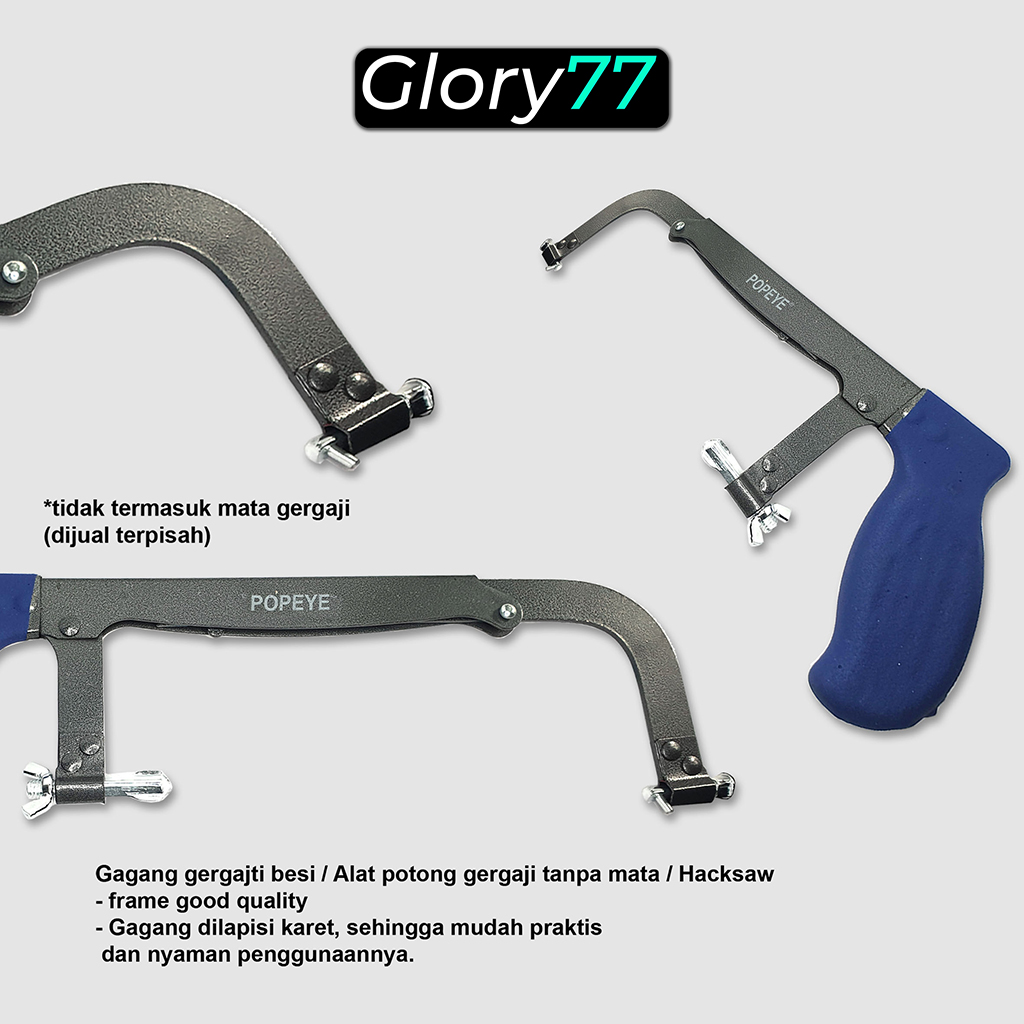 Glory77
POPEYE
*tidak termasuk mata gergaji
(dijual terpisah)
POPEYE
Gagang gergajti besi / Alat potong gergaji tanpa mata / Hacksaw
- frame good quality
- Gagang dilapisi karet, sehingga mudah praktis
dan nyaman penggunaannya.